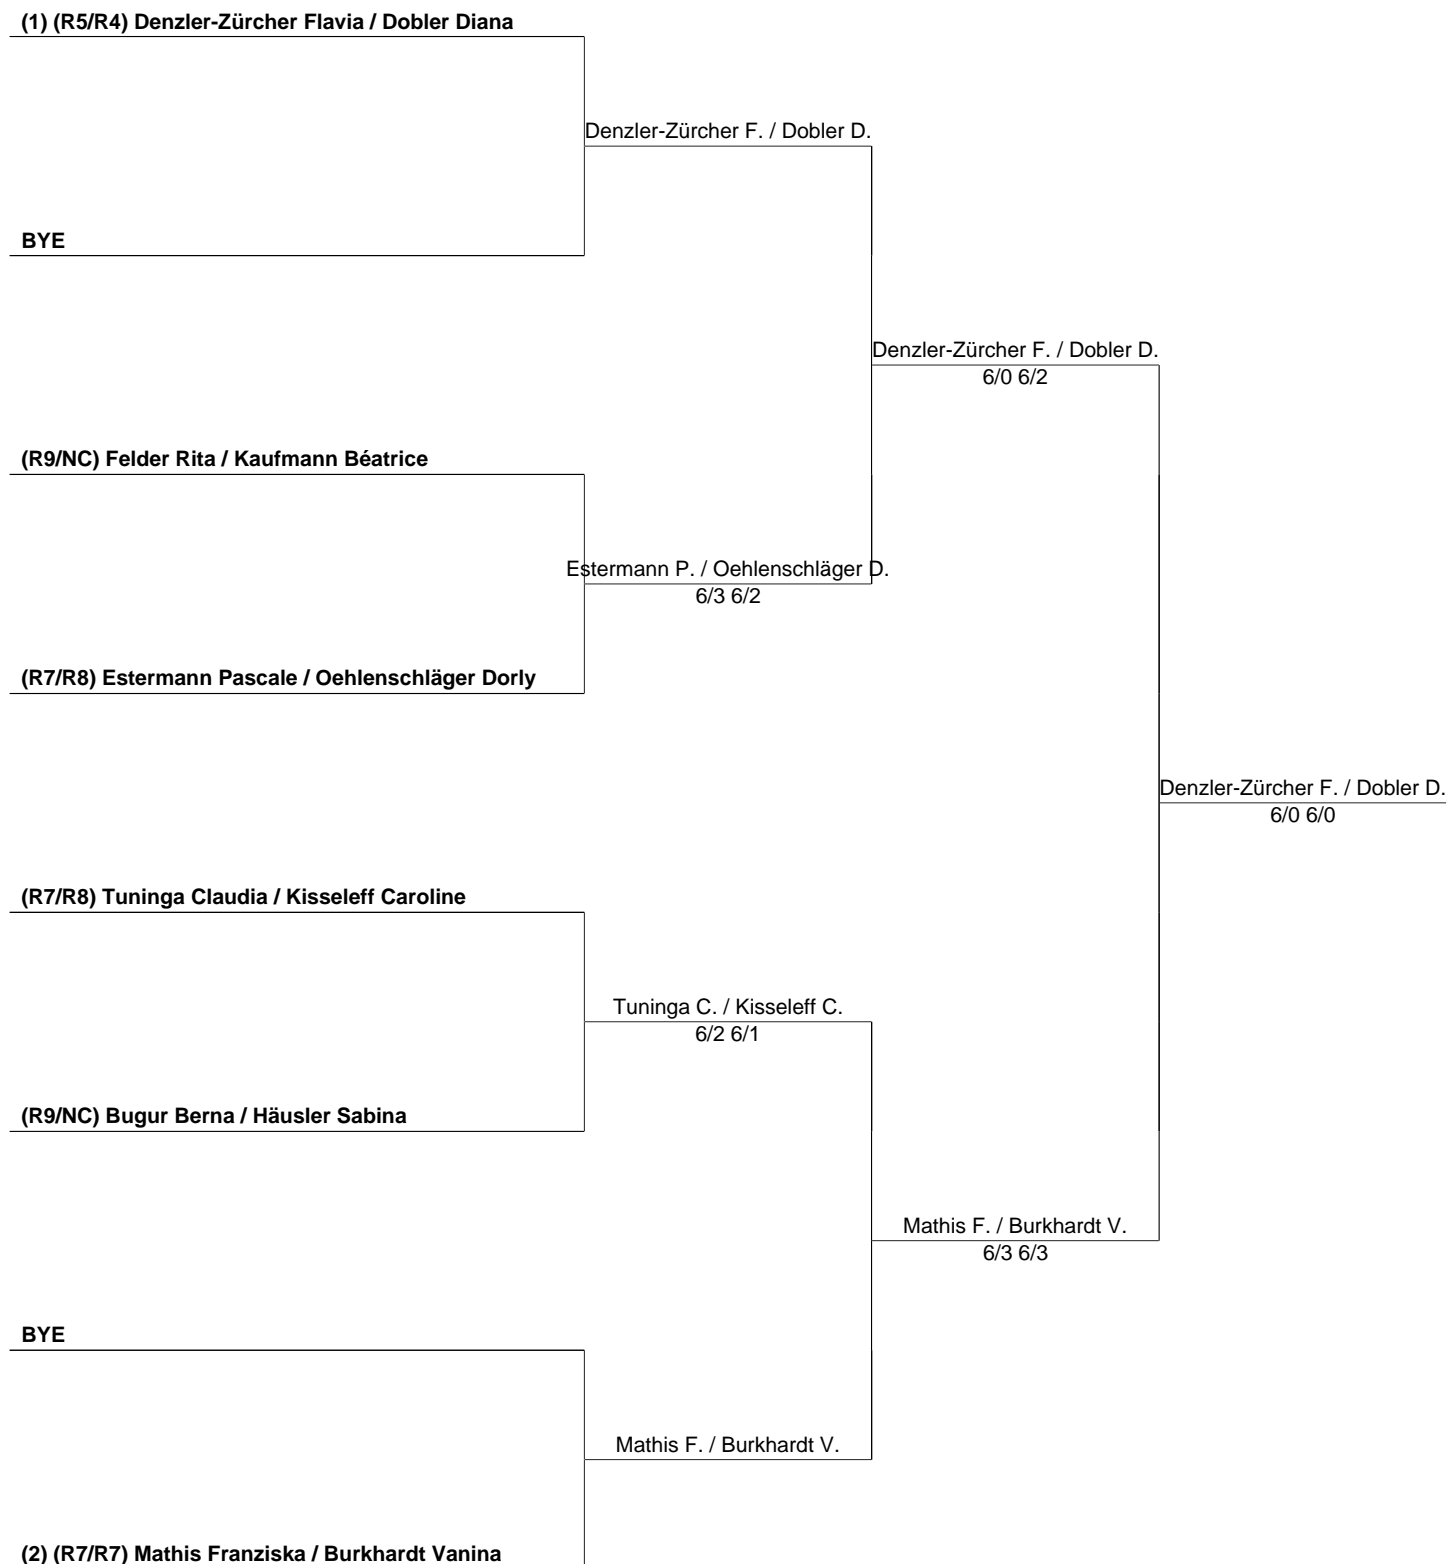 (1) (R5/R4) Denzler-Zürcher Flavia / Dobler Diana
Denzler-Zürcher F. / Dobler D.
BYE
Denzler-Zürcher F. / Dobler D.
6/0 6/2
(R9/NC) Felder Rita / Kaufmann Béatrice
Estermann P. / Oehlenschläger D.
6/3 6/2
(R7/R8) Estermann Pascale / Oehlenschläger Dorly
Denzler-Zürcher F. / Dobler D.
6/0 6/0
(R7/R8) Tuninga Claudia / Kisseleff Caroline
Tuninga C. / Kisseleff C.
6/2 6/1
(R9/NC) Bugur Berna / Häusler Sabina
Mathis F. / Burkhardt V.
6/3 6/3
BYE
Mathis F. / Burkhardt V.
(2) (R7/R7) Mathis Franziska / Burkhardt Vanina